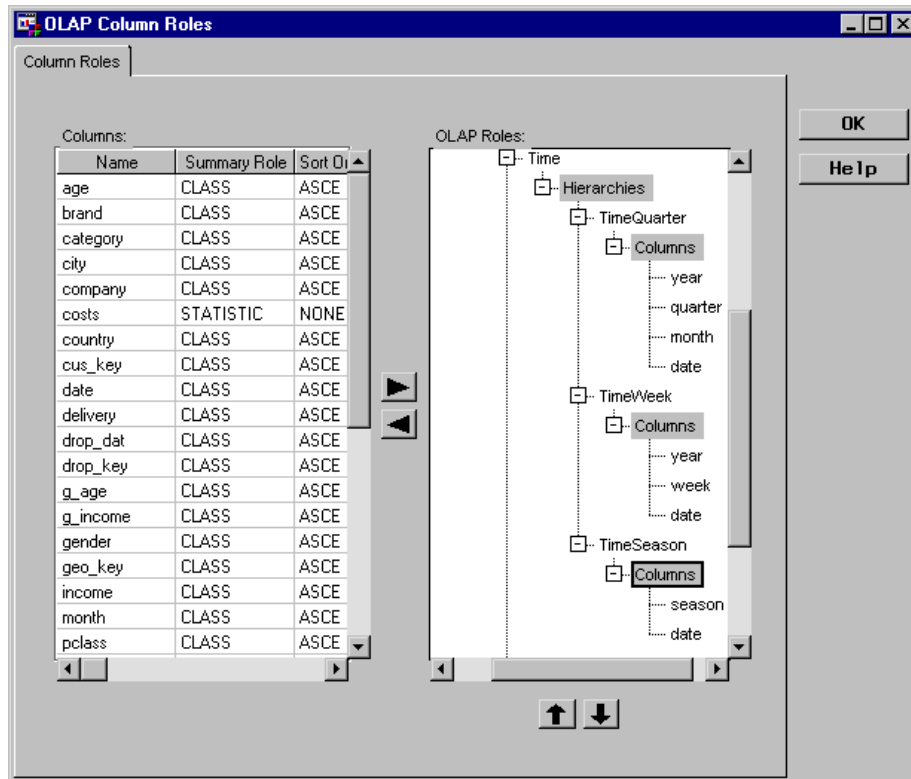 OLAP Column Roles
Column Roles
Columns:
Name Summary Role Sort Or
age CLASS ASCE
brand CLASS ASCE
category CLASS ASCE
city CLASS ASCE
company CLASS ASCE
costs STATISTIC NONE
country CLASS ASCE
cus_key CLASS ASCE
date CLASS ASCE
delivery CLASS ASCE
drop_dat CLASS ASCE
drop_key CLASS ASCE
g_age CLASS ASCE
g_income CLASS ASCE
gender CLASS ASCE
geo_key CLASS ASCE
income CLASS ASCE
month CLASS ASCE
pclass CLASS ASCE
OLAP Roles:
Time
Hierarchies
TimeQuarter
Columns
year
quarter
month
date
TimeWeek
Columns
year
week
date
TimeSeason
Columns
season
date
OK
Help